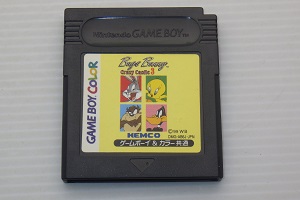 Nintendo GAME BOY
GAME BOY COLOR
Bugs Bunny
Crazy Castle 3
KEMCO
ゲームボーイ & カラー共通